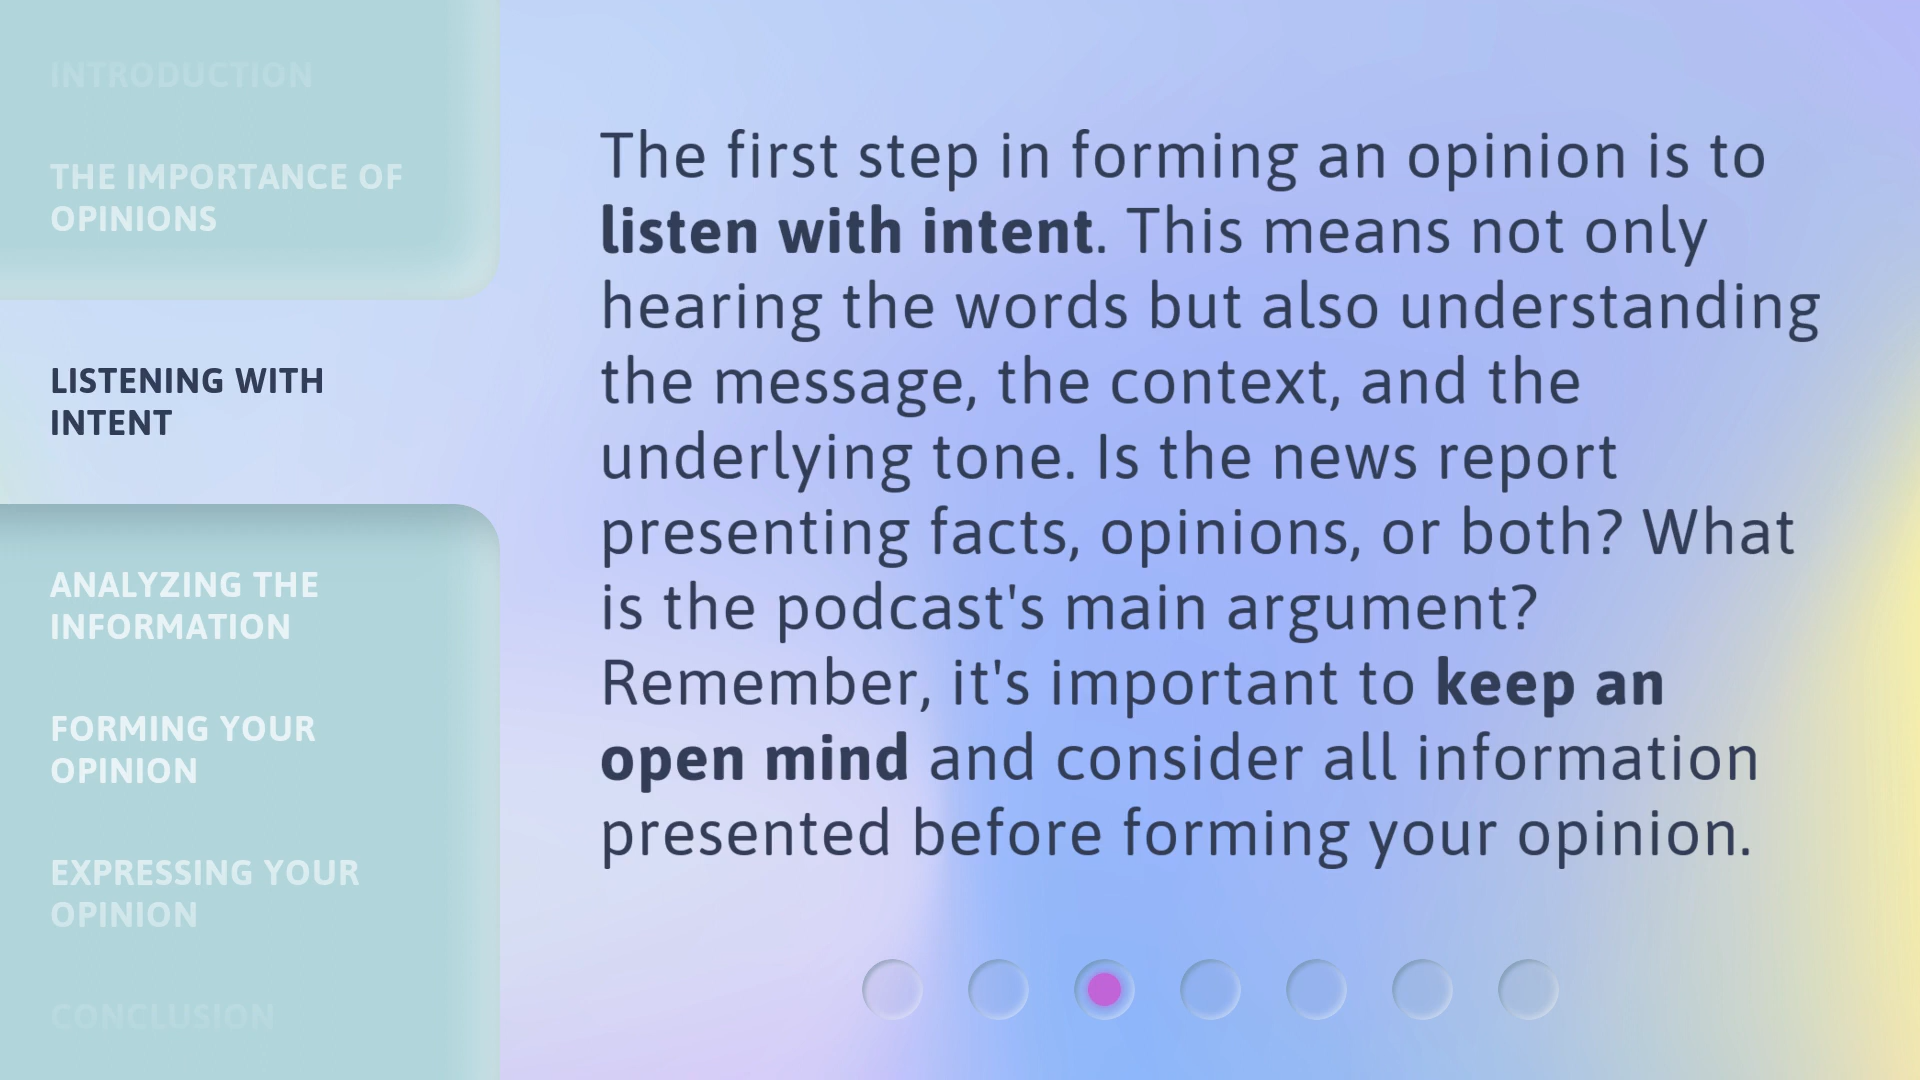 INTRODUCTION
THE IMPORTANCE OF
OPINIONS
LISTENING WITH
INTENT
ANALYZING THE
INFORMATION
FORMING YOUR
OPINION
EXPRESSING YOUR
OPINION
CONCLUSION
The first step in forming an opinion is to
listen with intent. This means not only
hearing the words but also understanding
the message, the context, and the
underlying tone. Is the news report
presenting facts, opinions, or both? What
is the podcast's main argument?
Remember, it's important to keep an
open mind and consider all information
presented before forming your opinion.